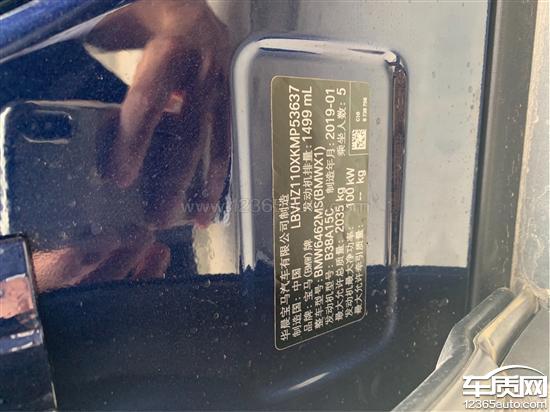 华晨宝马汽车有限公司制造
制造国：中国 LBVHZ110XKMP53637
品牌：宝马(BMW)牌 发动机排量：1499 mL
整车型号：BMW6462MS(BMWX1)
发动机型号：B38A15C 制造年月：2019-01
最大允许总质量：2035 kg 乘坐人数：5
发动机最大净功率：100 kW
最大允许牵引质量：-- kg
车质网
12365auto.com